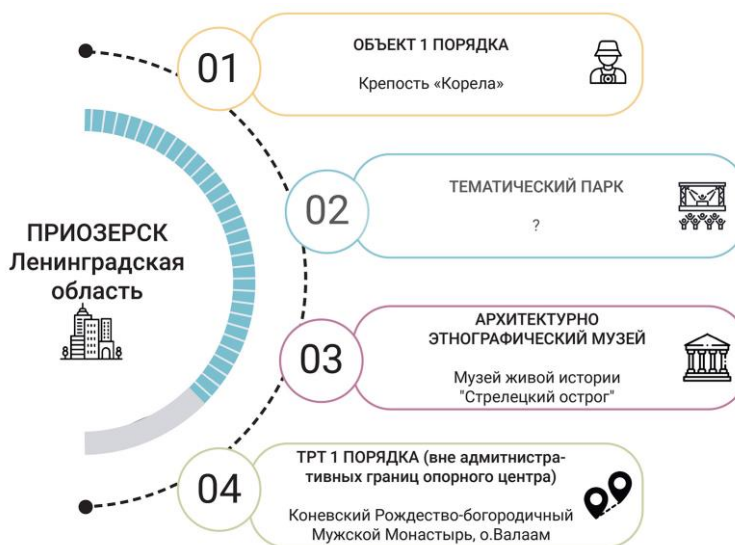 ПРИОЗЕРСК
Ленинградская
область
01
ОБЪЕКТ 1 ПОРЯДКА
Крепость «Корела»
02
ТЕМАТИЧЕСКИЙ ПАРК
?
03
АРХИТЕКТУРНО
ЭТНОГРАФИЧЕСКИЙ МУЗЕЙ
Музей живой истории
"Стрелецкий острог"
04
ТРТ 1 ПОРЯДКА (вне адмитнистра-
тивных границ опорного центра)
Коневский Рождество-богородичный
Мужской Монастырь, о.Валаам